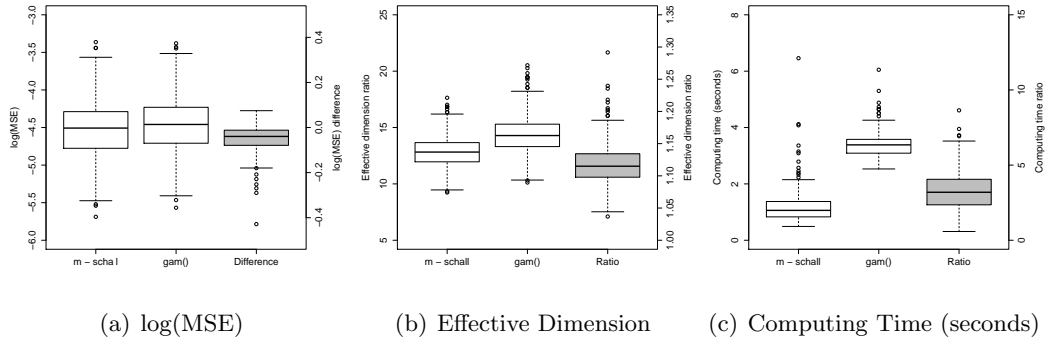 −3.0
−3.5
−4.0
−4.5
−5.0
−5.5
−6.0
log(MSE)
0.4
0.2
0.0
−0.2
−0.4
log(MSE) difference
m − scha l
gam()
Difference
(a) log(MSE)
25
20
15
10
5
Effective dimension ratio
1.35
1.30
1.25
1.20
1.15
1.10
1.05
1.00
Effective dimension ratio
m − schall
gam()
Ratio
(b) Effective Dimension
8
6
4
2
0
Computing time (seconds)
15
10
5
0
Computing time ratio
m − schall
gam()
Ratio
(c) Computing Time (seconds)